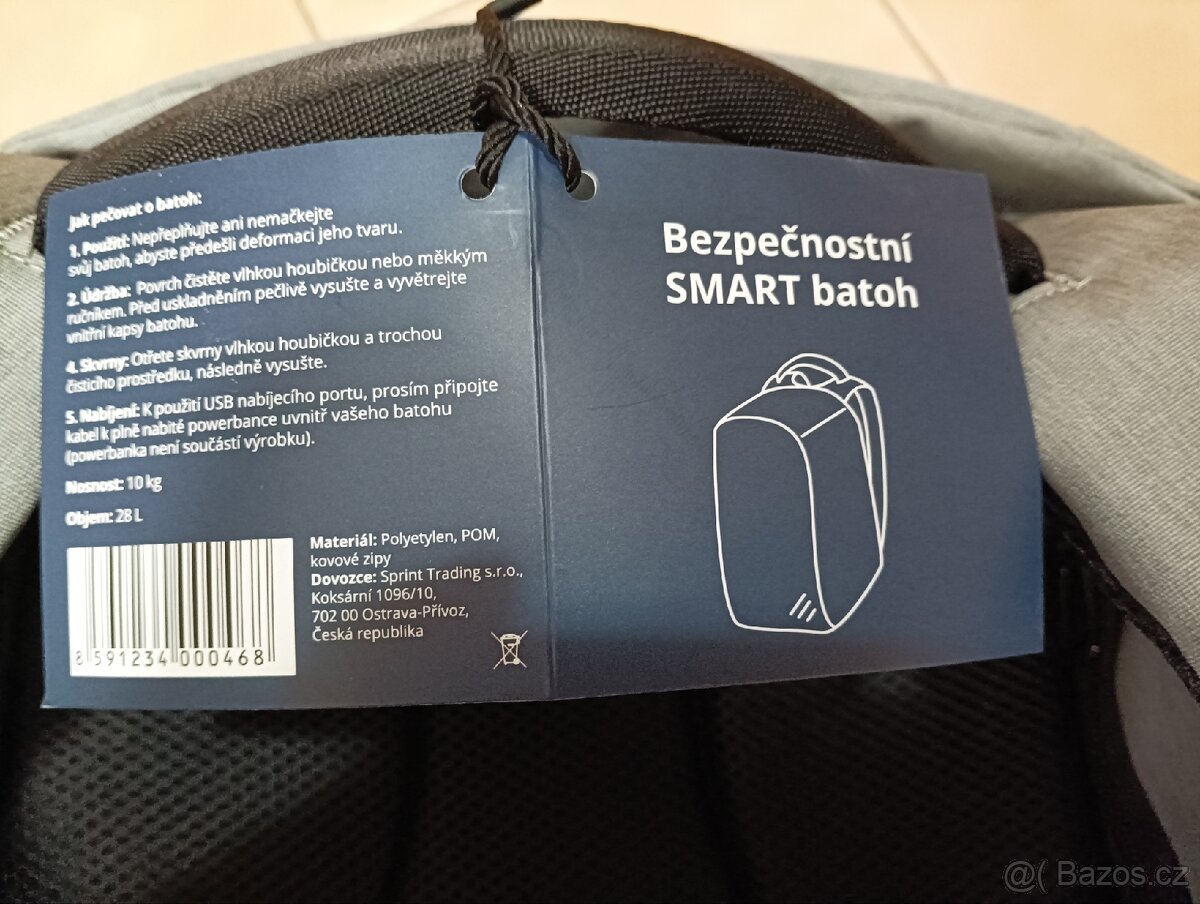 Jak pečovat o batoh:
1. Použití: Nepřeplňujte ani nemačkejte
svůj batoh, abyste předešli deformaci jeho tvaru.
2. Údržba: Povrch čistěte vlhkou houbičkou nebo měkkým
ručníkem. Před uskladněním pečlivě vysušte a vyvětrejte
vnitřní kapsy batohu.
4. Skvrny: Otřete skvrny vlhkou houbičkou a trochou
čisticího prostředku, následně vysušte.
5. Nabíjení: K použití USB nabíjecího portu, prosím připojte
kabel k plně nabité powerbance uvnitř vašeho batohu
(powerbanka není součástí výrobku).
Nosnost: 10 kg
Objem: 28 L
8 591234 000468
Materiál: Polyetylen, POM,
kovové zipy
Dovozce: Sprint Trading s.r.o.,
Koksární 1096/10,
702 00 Ostrava-Přívoz,
Česká republika
Bezpečnostní
SMART batoh
@( Bazos.cz